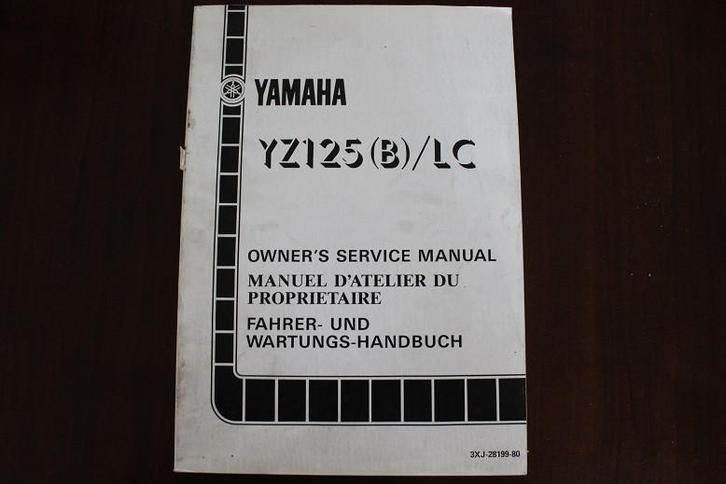 YAMAHA
YZ125(B)/LC
OWNER'S SERVICE MANUAL
MANUEL D'ATELIER DU
PROPRIETAIRE
FAHRER- UND
WARTUNGS-HANDBUCH
3XJ-28199-80